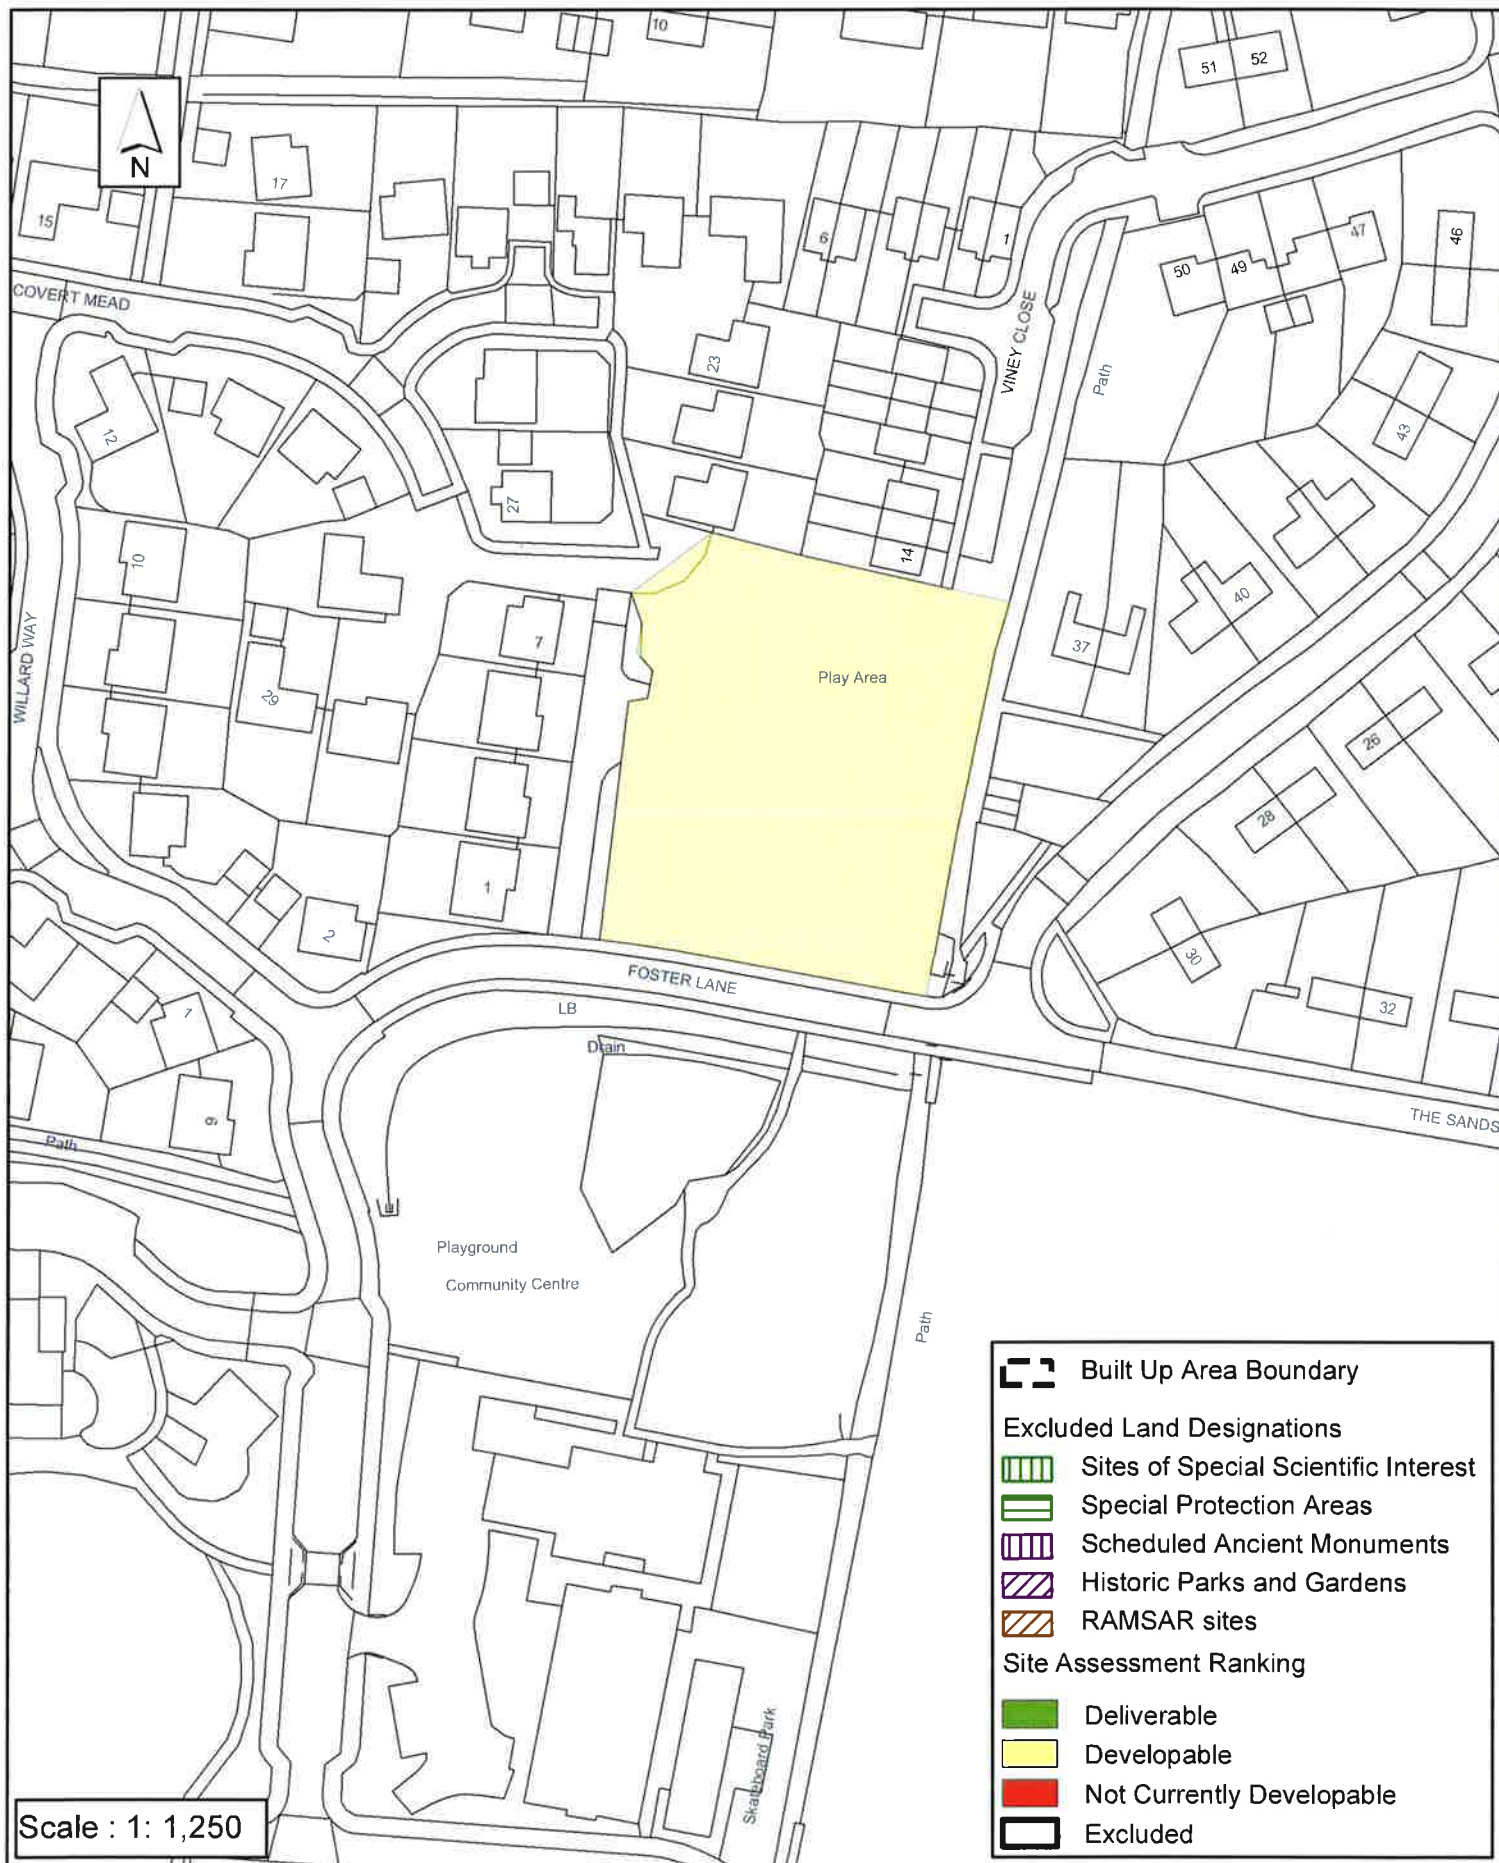 10
51
52
N
17
15
6
1
50
49
47
46
COVERT MEAD
VINEY CLOSE
23
Path
12
43
27
14
10
40
WILLARD WAY
7
37
Play Area
29
26
28
1
2
30
FOSTER LANE
LB
32
1
Drain
THE SANDS
9
Path
Playground
Community Centre
Path
Skateboard Park
Built Up Area Boundary
Excluded Land Designations
Sites of Special Scientific Interest
Special Protection Areas
Scheduled Ancient Monuments
Historic Parks and Gardens
RAMSAR sites
Site Assessment Ranking
Deliverable
Developable
Not Currently Developable
Excluded
Scale : 1: 1,250